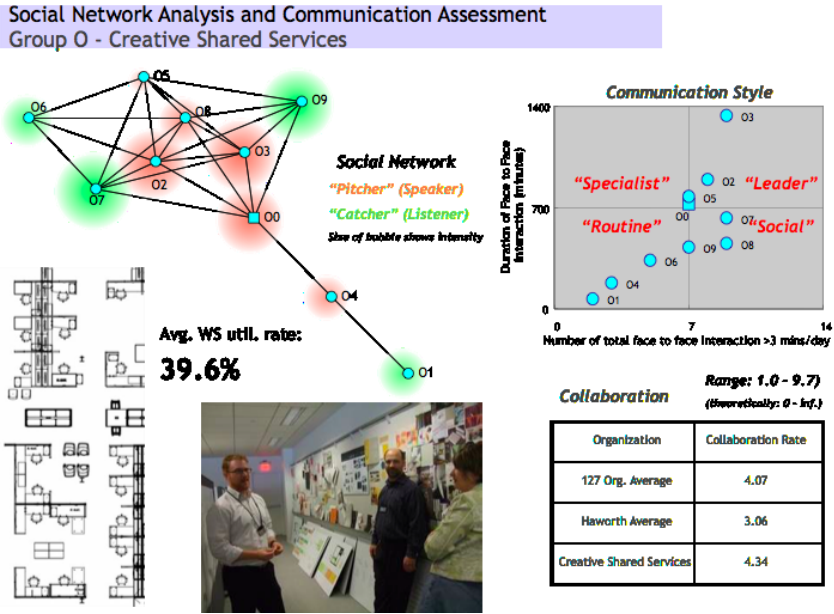 Social Network Analysis and Communication Assessment
Group O - Creative Shared Services
O5
O6
O8
O9
O3
O2
O7
O0
O4
O1
Social Network
“Pitcher” (Speaker)
“Catcher” (Listener)
Size of bubble shows intensity
Avg. WS util. rate:
39.6%
Communication Style
1400
700
0
Duration of Face to Face
Interaction (minutes)
“Specialist”
“Leader”
“Routine”
“Social”
O3
O2
O5
O0
O7
O9
O8
O6
O4
O1
0
7
14
Number of total face to face interaction >3 mins/day
Collaboration
Range: 1.0 - 9.7)
(theoretically: 0 - inf.)
Organization Collaboration Rate
127 Org. Average 4.07
Haworth Average 3.06
Creative Shared Services 4.34